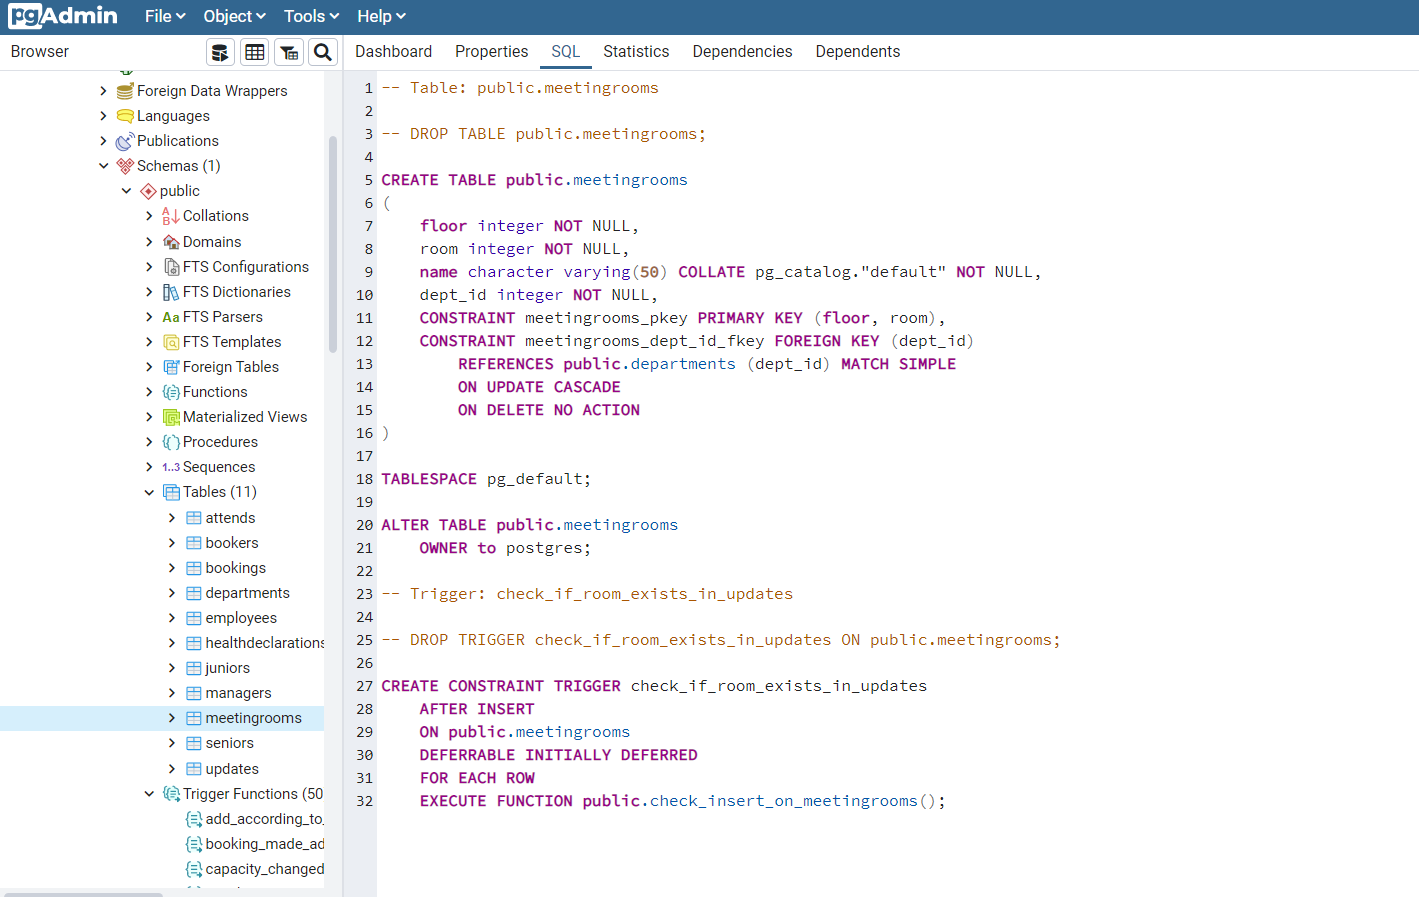 pgAdmin File Object Tools Help
Browser
Dashboard Properties SQL Statistics Dependencies Dependents
Foreign Data Wrappers
Languages
Publications
Schemas (1)
public
Collations
Domains
FTS Configurations
FTS Dictionaries
Aa FTS Parsers
FTS Templates
Foreign Tables
Functions
Materialized Views
Procedures
1..3 Sequences
Tables (11)
attends
bookers
bookings
departments
employees
healthdeclarations
juniors
managers
meetingrooms
seniors
updates
Trigger Functions (50
add_according_to_
booking_made_ad
capacity_changed
1 -- Table: public.meetingrooms
2
3 -- DROP TABLE public.meetingrooms;
4
5 CREATE TABLE public.meetingrooms
6 (
7 floor integer NOT NULL,
8 room integer NOT NULL,
9 name character varying(50) COLLATE pg_catalog."default" NOT NULL,
10 dept_id integer NOT NULL,
11 CONSTRAINT meetingrooms_pkey PRIMARY KEY (floor, room),
12 CONSTRAINT meetingrooms_dept_id_fkey FOREIGN KEY (dept_id)
13 REFERENCES public.departments (dept_id) MATCH SIMPLE
14 ON UPDATE CASCADE
15 ON DELETE NO ACTION
16 )
17
18 TABLESPACE pg_default;
19
20 ALTER TABLE public.meetingrooms
21 OWNER to postgres;
22
23 -- Trigger: check_if_room_exists_in_updates
24
25 -- DROP TRIGGER check_if_room_exists_in_updates ON public.meetingrooms;
26
27 CREATE CONSTRAINT TRIGGER check_if_room_exists_in_updates
28 AFTER INSERT
29 ON public.meetingrooms
30 DEFERRABLE INITIALLY DEFERRED
31 FOR EACH ROW
32 EXECUTE FUNCTION public.check_insert_on_meetingrooms();